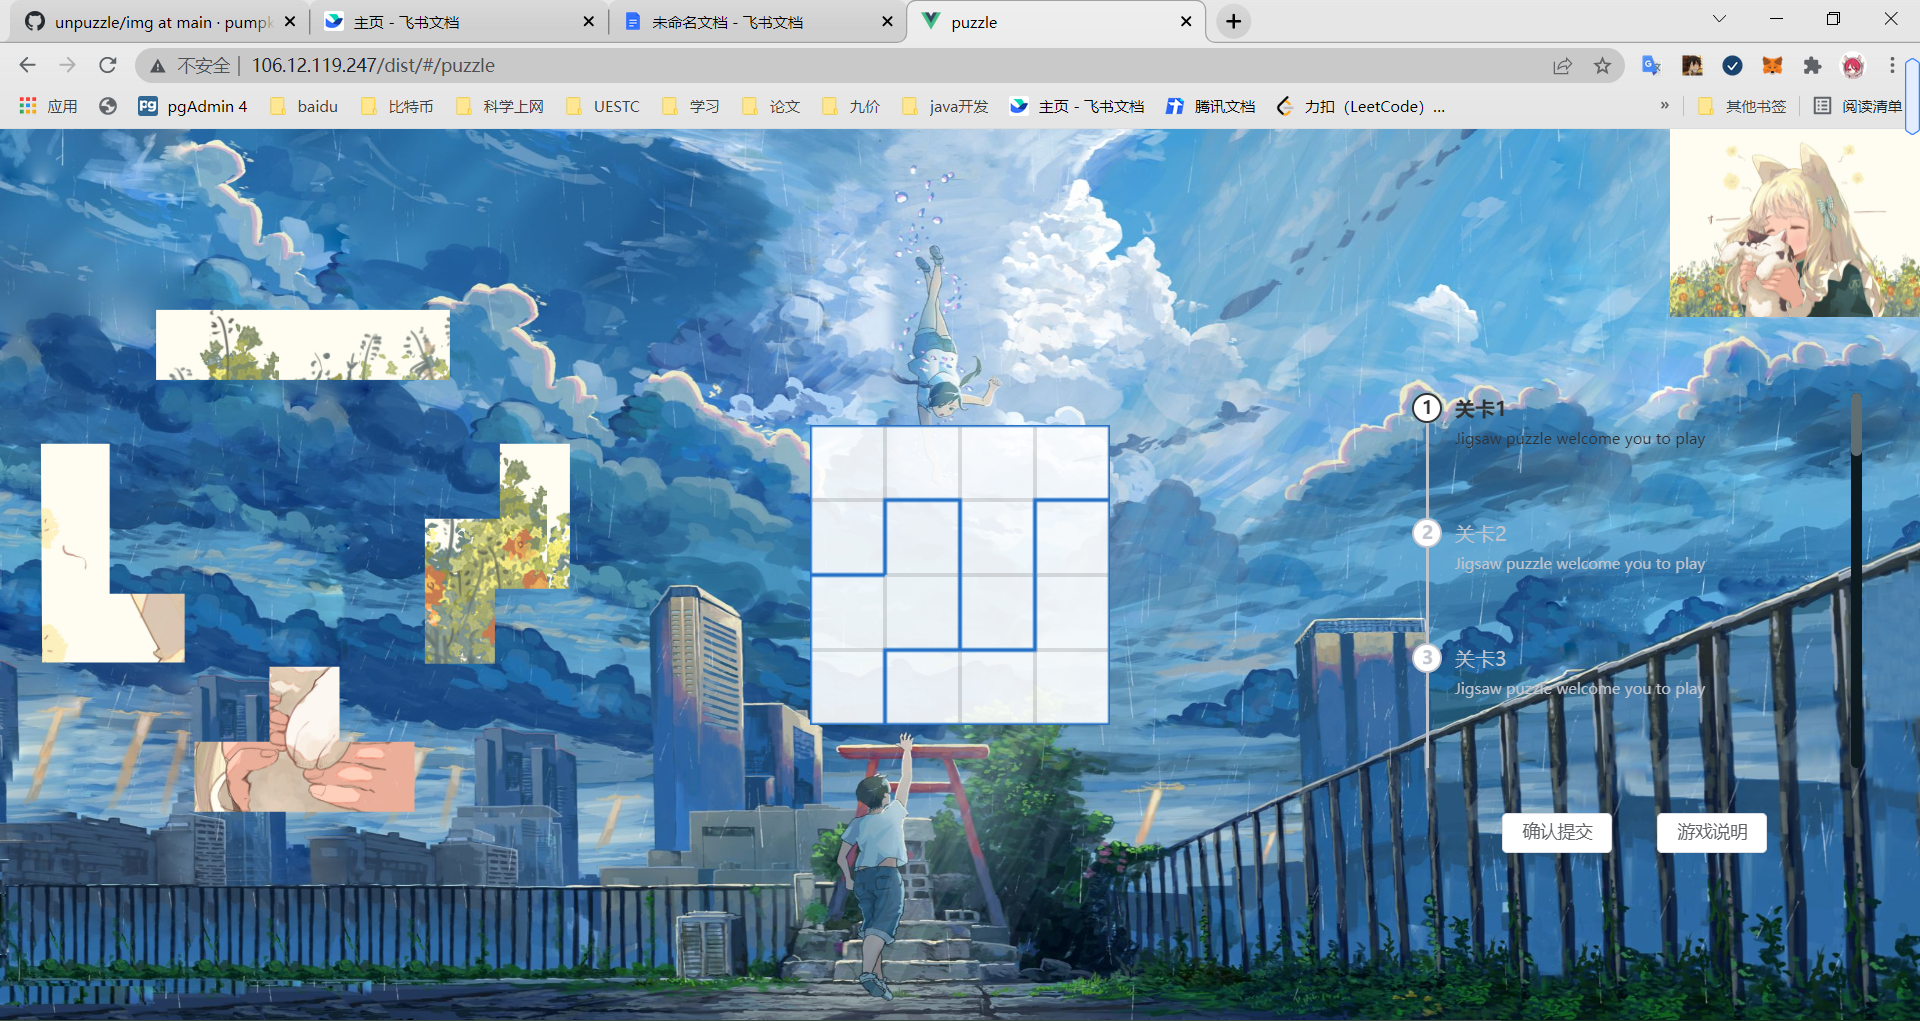 unpuzzle/img at main · pump
主页 - 飞书文档
未命名文档 - 飞书文档
puzzle
不安全 | 106.12.119.247/dist/#/puzzle
应用
pgAdmin 4
baidu
比特币
科学上网
UESTC
学习
论文
九价
java开发
主页 - 飞书文档
腾讯文档
力扣（LeetCode）...
»
其他书签
阅读清单
1 关卡1
Jigsaw puzzle welcome you to play
2 关卡2
Jigsaw puzzle welcome you to play
3 关卡3
Jigsaw puzzle welcome you to play
确认提交
游戏说明